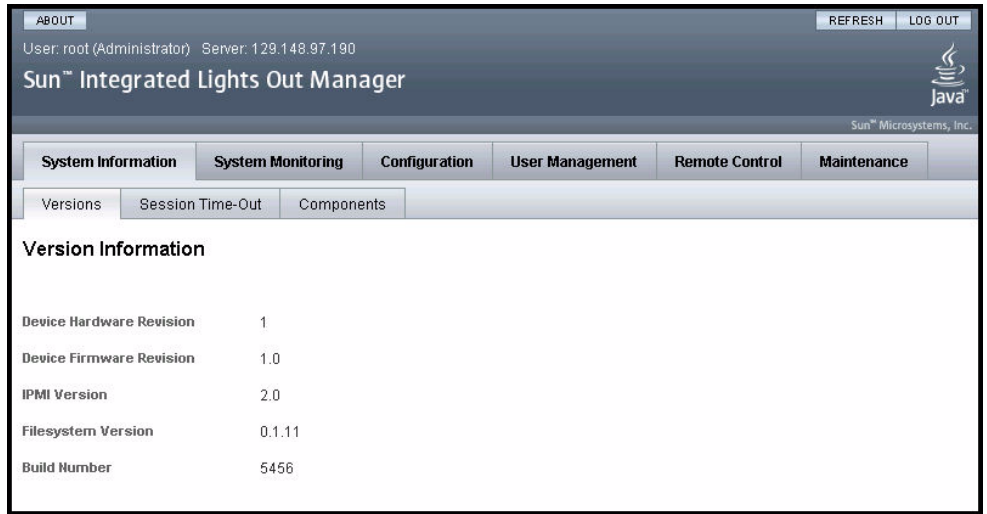 ABOUT REFRESH LOG OUT
User: root (Administrator) Server: 129.148.97.190
Sun™ Integrated Lights Out Manager
Java™
Sun™ Microsystems, Inc.
System Information System Monitoring Configuration User Management Remote Control Maintenance
Versions Session Time-Out Components
Version Information
Device Hardware Revision 1
Device Firmware Revision 1.0
IPMI Version 2.0
Filesystem Version 0.1.11
Build Number 5456